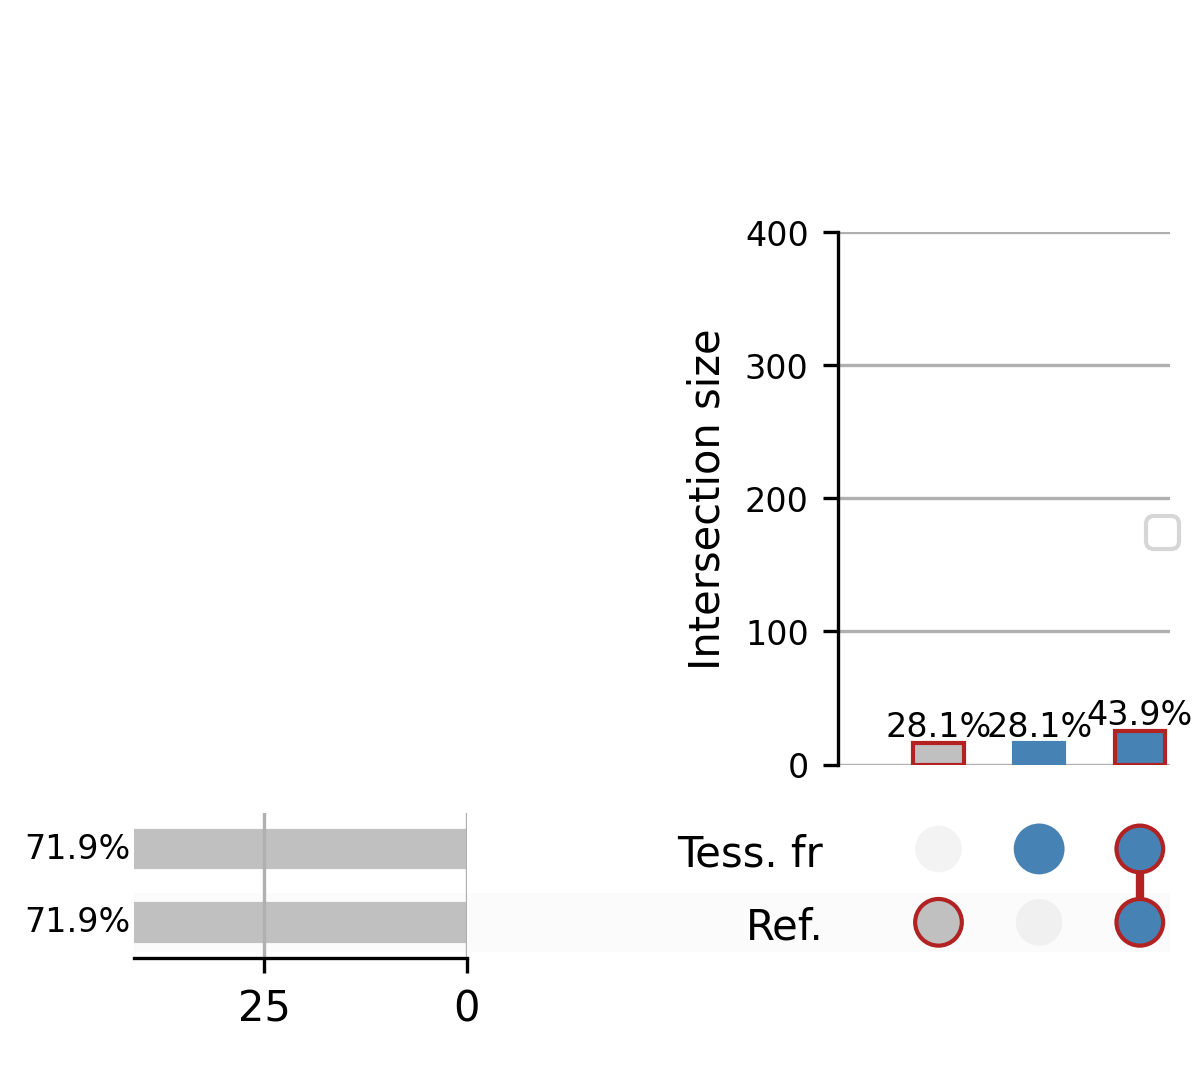 400
300
200
100
0
Intersection size
28.1% 28.1% 43.9%
71.9%
71.9%
Tess. fr
Ref.
25 0